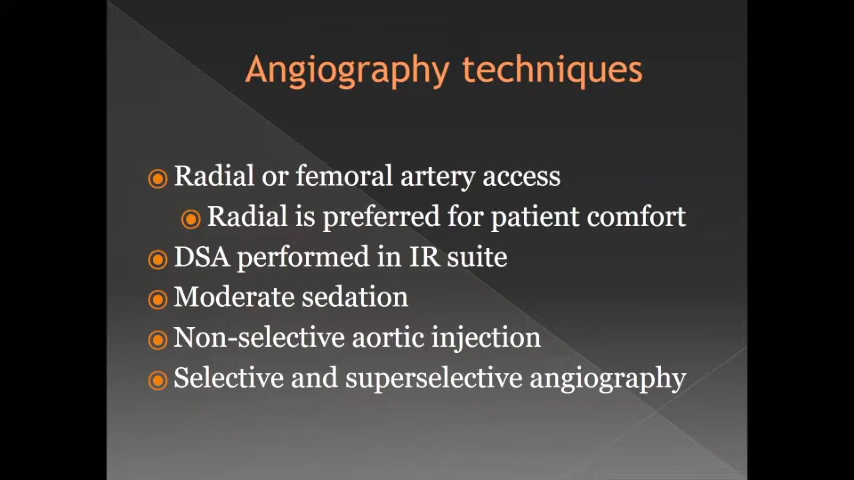 Angiography techniques
Radial or femoral artery access
Radial is preferred for patient comfort
DSA performed in IR suite
Moderate sedation
Non-selective aortic injection
Selective and superselective angiography